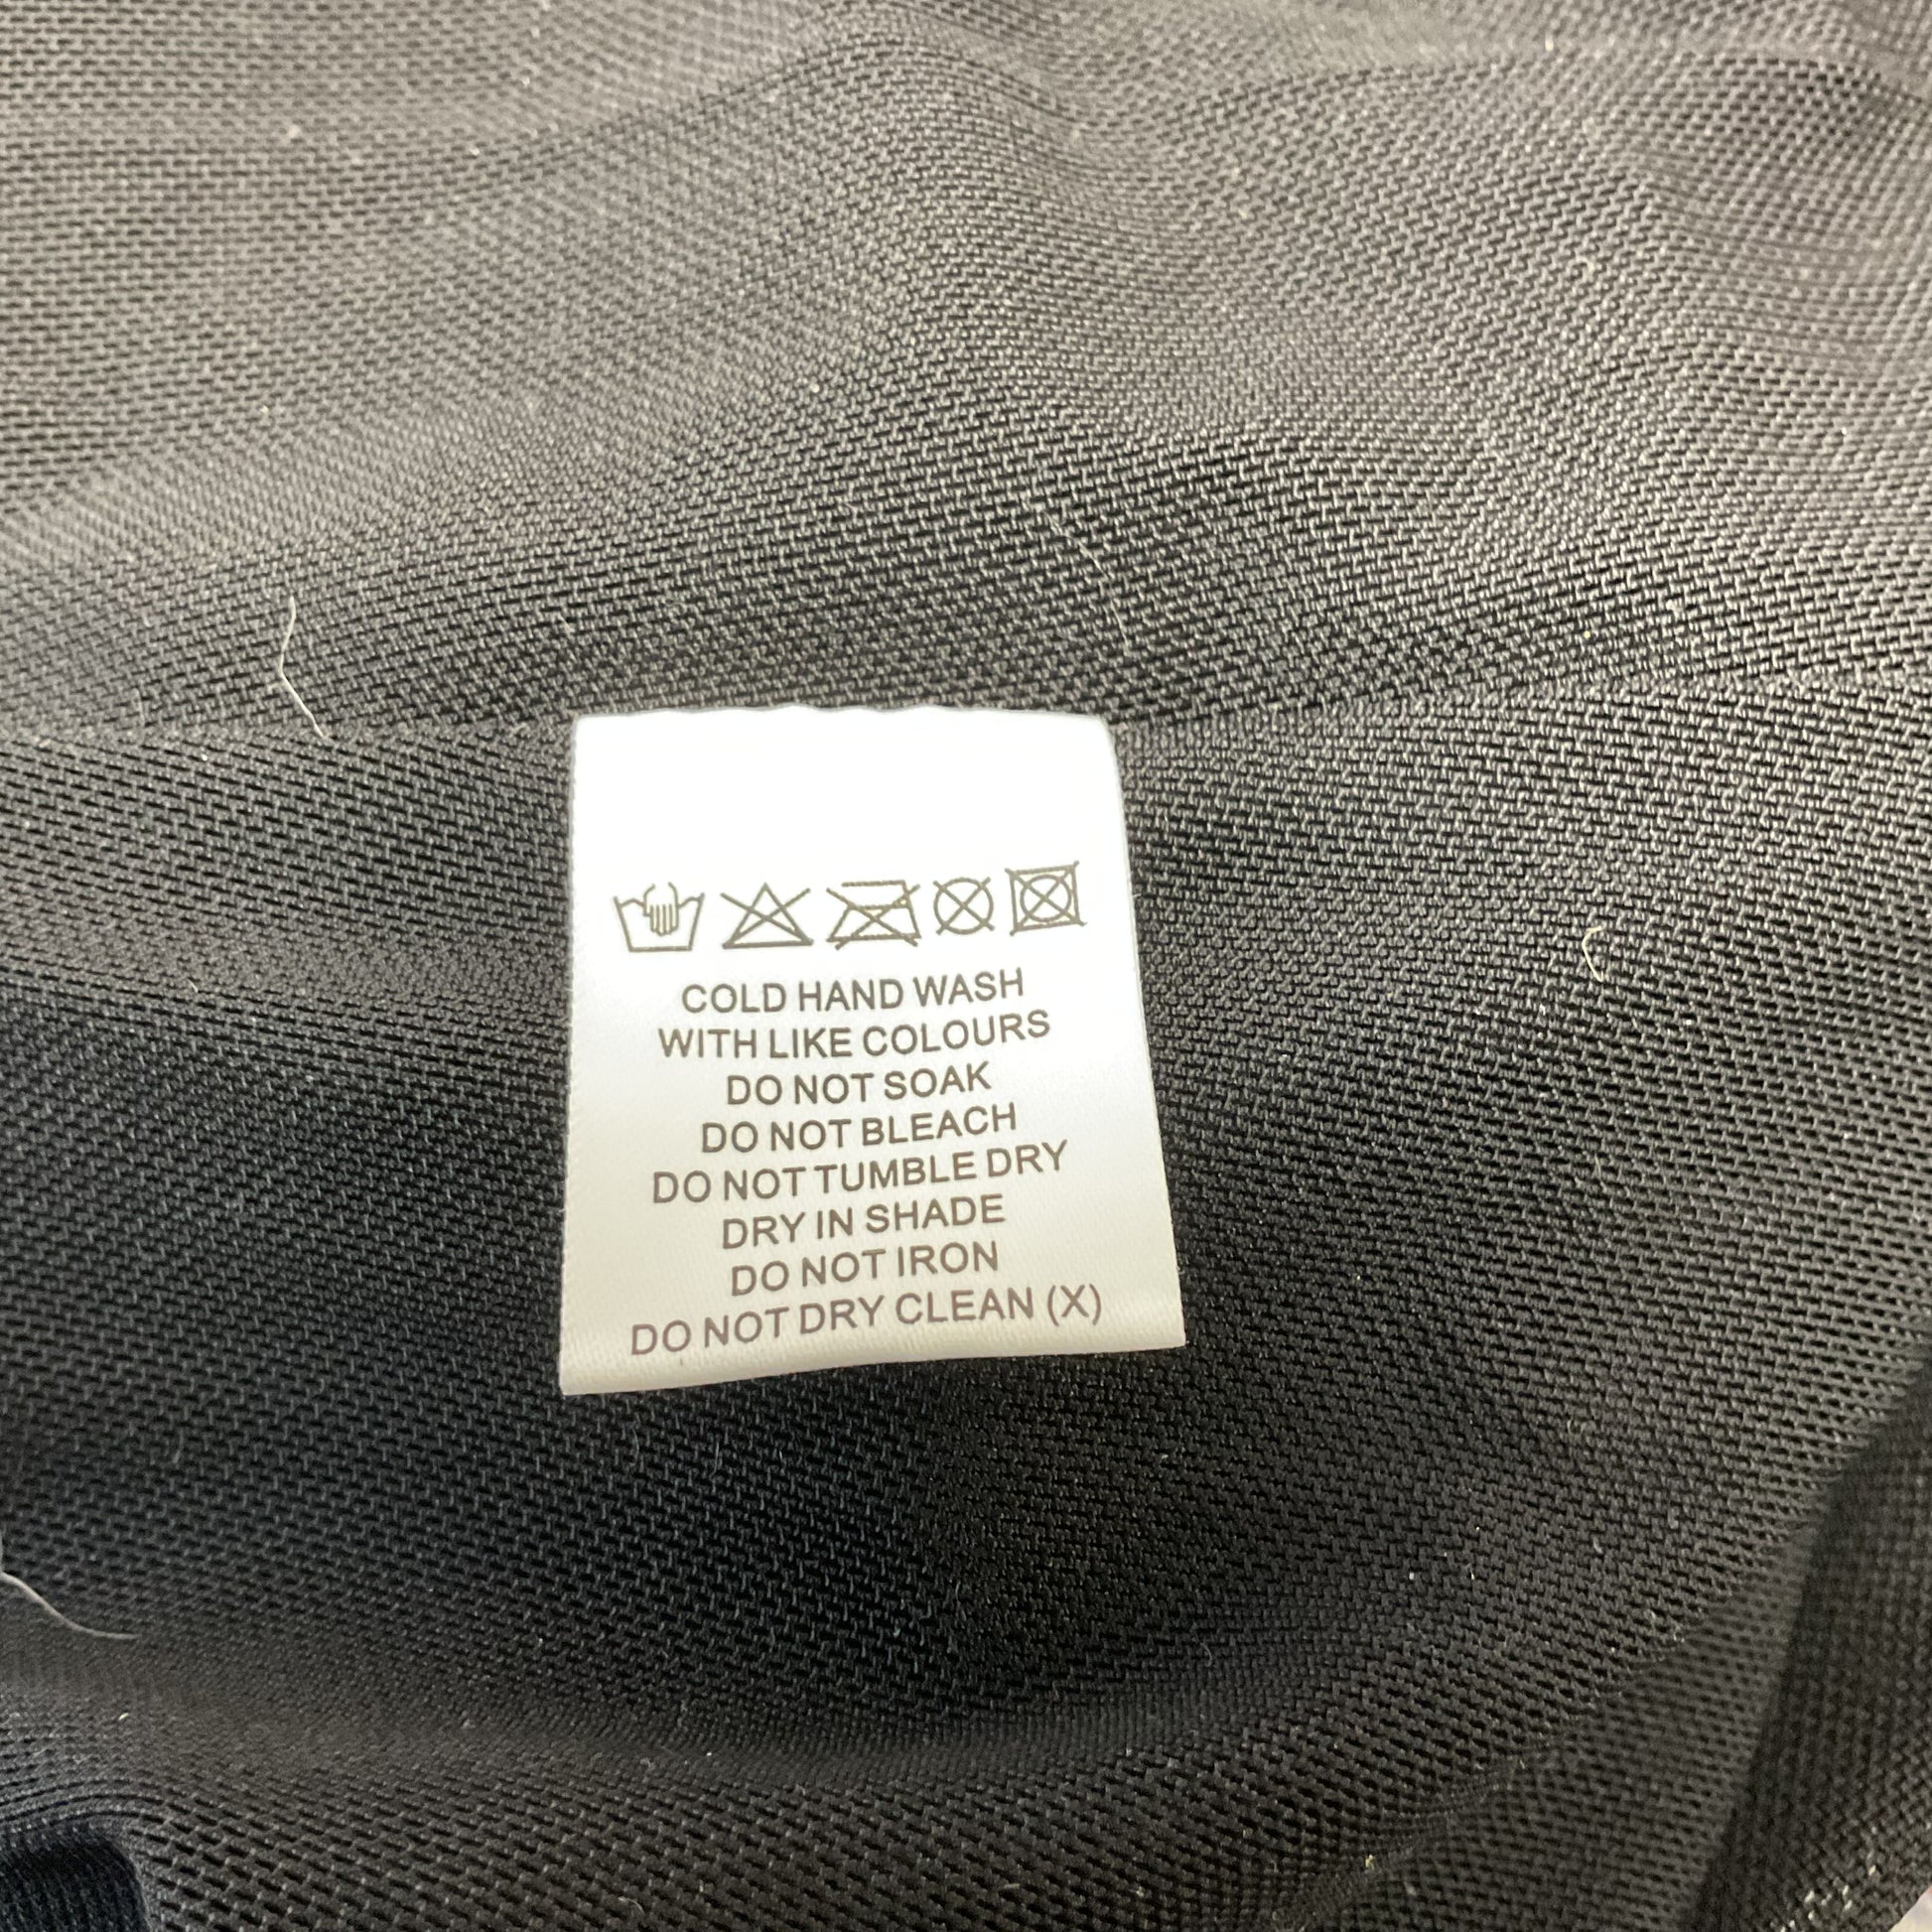 COLD HAND WASH
WITH LIKE COLOURS
DO NOT SOAK
DO NOT BLEACH
DO NOT TUMBLE DRY
DRY IN SHADE
DO NOT IRON
DO NOT DRY CLEAN (X)